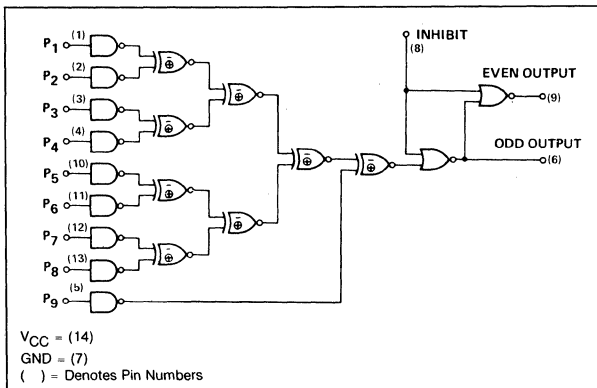 INHIBIT
(8)
EVEN OUTPUT
(9)
ODD OUTPUT
(6)
P1 (1)
P2 (2)
P3 (3)
P4 (4)
P5 (10)
P6 (11)
P7 (12)
P8 (13)
P9 (5)
VCC = (14)
GND = (7)
( ) = Denotes Pin Numbers